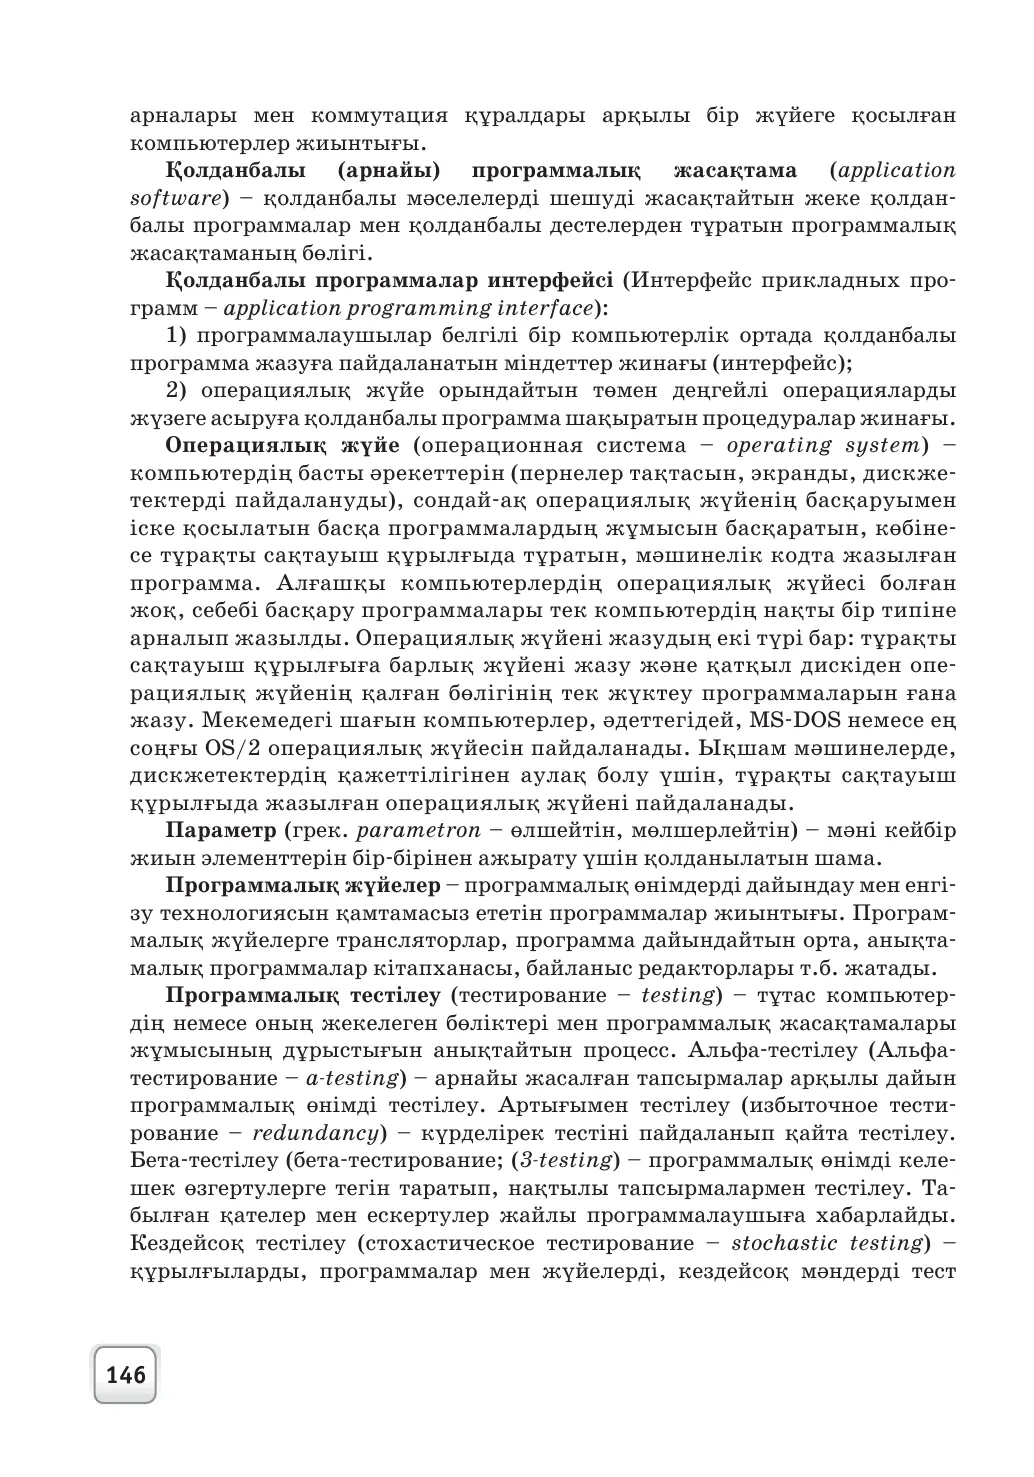 арналары мен коммутация құралдары арқылы бір жүйеге қосылған
компьютерлер жиынтығы.
Қолданбалы (арнайы) программалық жасақтама (application
software) – қолданбалы мәселелерді шешуді жасақтайтын жеке қолдан-
балы программалар мен қолданбалы дестелерден тұратын программалық
жасақтаманың бөлігі.
Қолданбалы программалар интерфейсі (Интерфейс прикладных про-
грамм – application programming interface):
1) программалаушылар белгілі бір компьютерлік ортада қолданбалы
программа жазуға пайдаланатын міндеттер жинағы (интерфейс);
2) операциялық жүйе орындайтын төмен деңгейлі операцияларды
жүзеге асыруға қолданбалы программа шақыратын процедуралар жинағы.
Операциялық жүйе (операционная система – operating system) –
компьютердің басты әрекеттерін (пернелер тақтасын, экранды, дискже-
тектерді пайдалануды), сондай-ақ операциялық жүйенің басқаруымен
іске қосылатын басқа программалардың жұмысын басқаратын, көбіне-
се тұрақты сақтауыш құрылғыда тұратын, мәшинелік кодта жазылған
программа. Алғашқы компьютерлердің операциялық жүйесі болған
жоқ, себебі басқару программалары тек компьютердің нақты бір типіне
арналып жазылды. Операциялық жүйені жазудың екі түрі бар: тұрақты
сақтауыш құрылғыға барлық жүйені жазу және қатқыл дискіден опе-
рациялық жүйенің қалған бөлігінің тек жүктеу программаларын ғана
жазу. Мекемедегі шағын компьютерлер, әдеттегідей, MS-DOS немесе ең
соңғы OS/2 операциялық жүйесін пайдаланады. Ықшам мәшинелерде,
дискжетектердің қажеттілігінен аулақ болу үшін, тұрақты сақтауыш
құрылғыда жазылған операциялық жүйені пайдаланады.
Параметр (грек. parametron – өлшейтін, мөлшерлейтін) – мәні кейбір
жиын элементтерін бір-бірінен ажырату үшін қолданылатын шама.
Программалық жүйелер – программалық өнімдерді дайындау мен енгі-
зу технологиясын қамтамасыз ететін программалар жиынтығы. Програм-
малық жүйелерге трансляторлар, программа дайындайтын орта, анықта-
малық программалар кітапханасы, байланыс редакторлары т.б. жатады.
Программалық тестілеу (тестирование – testing) – тұтас компьютер-
дің немесе оның жекелеген бөліктері мен программалық жасақтамалары
жұмысының дұрыстығын анықтайтын процесс. Альфа-тестілеу (Альфа-
тестирование – a-testing) – арнайы жасалған тапсырмалар арқылы дайын
программалық өнімді тестілеу. Артығымен тестілеу (избыточное тести-
рование – redundancy) – күрделірек тестіні пайдаланып қайта тестілеу.
Бета-тестілеу (бета-тестирование; (3-testing) – программалық өнімді келе-
шек өзгертулерге тегін таратып, нақтылы тапсырмалармен тестілеу. Та-
былған қателер мен ескертулер жайлы программалаушыға хабарлайды.
Кездейсоқ тестілеу (стохастическое тестирование – stochastic testing) –
құрылғыларды, программалар мен жүйелерді, кездейсоқ мәндерді тест
146